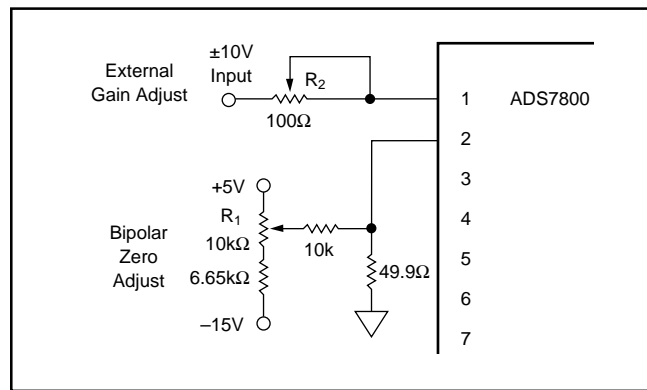 External
Gain Adjust
±10V
Input
R2
100Ω
1
ADS7800
2
3
4
5
6
7
+5V
R1
10kΩ
10k
6.65kΩ
49.9Ω
–15V
Bipolar
Zero
Adjust